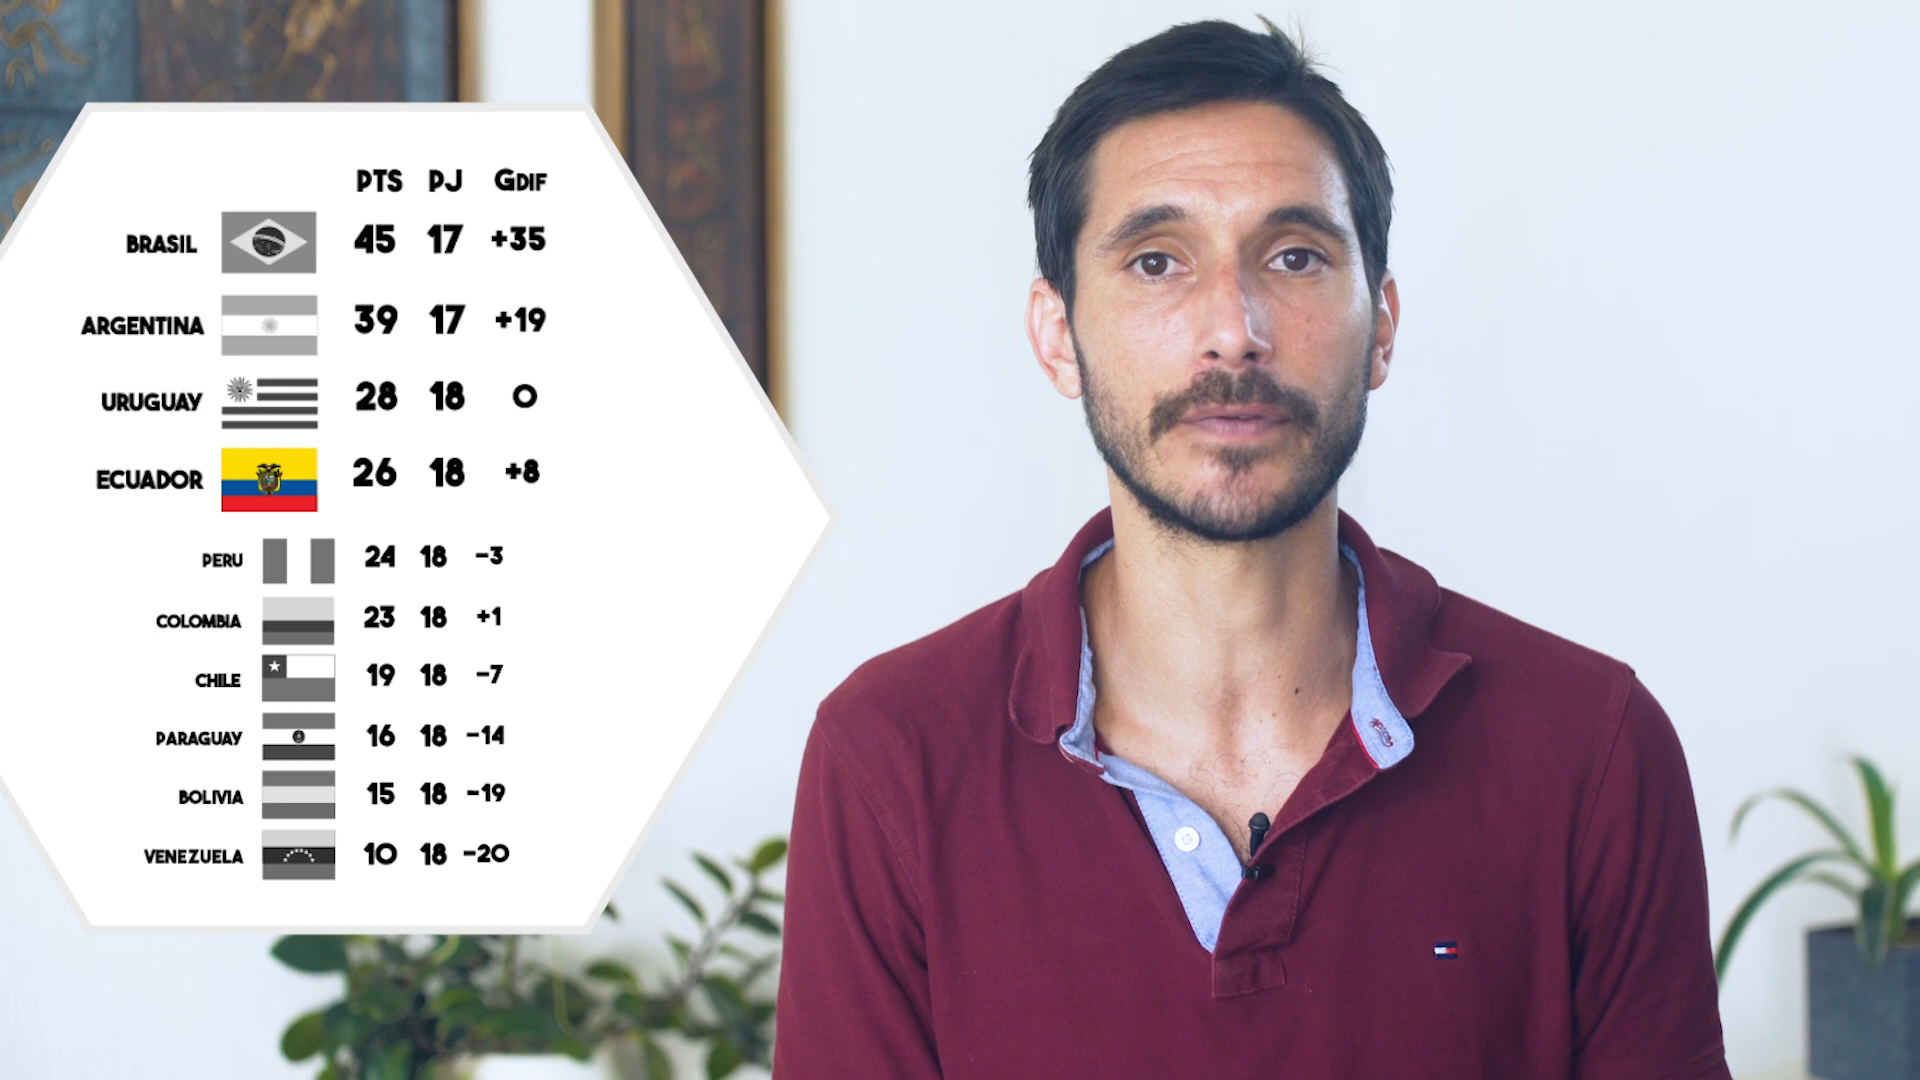 PTS PJ GDIF
BRASIL 45 17 +35
ARGENTINA 39 17 +19
URUGUAY 28 18 0
ECUADOR 26 18 +8
PERU 24 18 -3
COLOMBIA 23 18 +1
CHILE 19 18 -7
PARAGUAY 16 18 -14
BOLIVIA 15 18 -19
VENEZUELA 10 18 -20